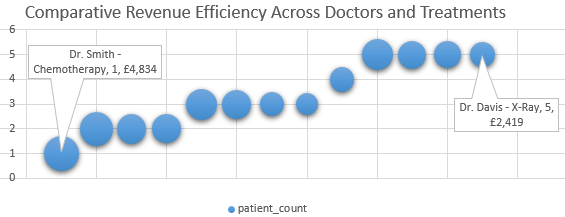 Comparative Revenue Efficiency Across Doctors and Treatments
6
5
4
3
2
1
0
Dr. Smith -
Chemotherapy, 1, £4,834
Dr. Davis - X-Ray, 5,
£2,419
patient_count